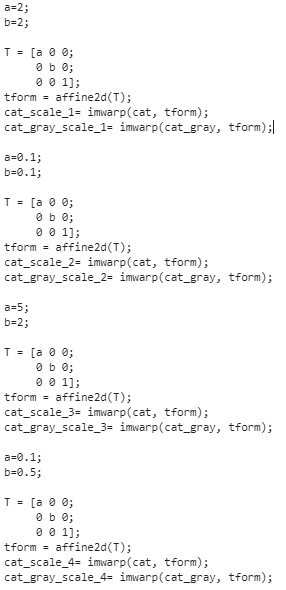 a=2;
b=2;
T = [a 0 0;
0 b 0;
0 0 1];
tform = affine2d(T);
cat_scale_1= imwarp(cat, tform);
cat_gray_scale_1= imwarp(cat_gray, tform);
a=0.1;
b=0.1;
T = [a 0 0;
0 b 0;
0 0 1];
tform = affine2d(T);
cat_scale_2= imwarp(cat, tform);
cat_gray_scale_2= imwarp(cat_gray, tform);
a=5;
b=2;
T = [a 0 0;
0 b 0;
0 0 1];
tform = affine2d(T);
cat_scale_3= imwarp(cat, tform);
cat_gray_scale_3= imwarp(cat_gray, tform);
a=0.1;
b=0.5;
T = [a 0 0;
0 b 0;
0 0 1];
tform = affine2d(T);
cat_scale_4= imwarp(cat, tform);
cat_gray_scale_4= imwarp(cat_gray, tform);